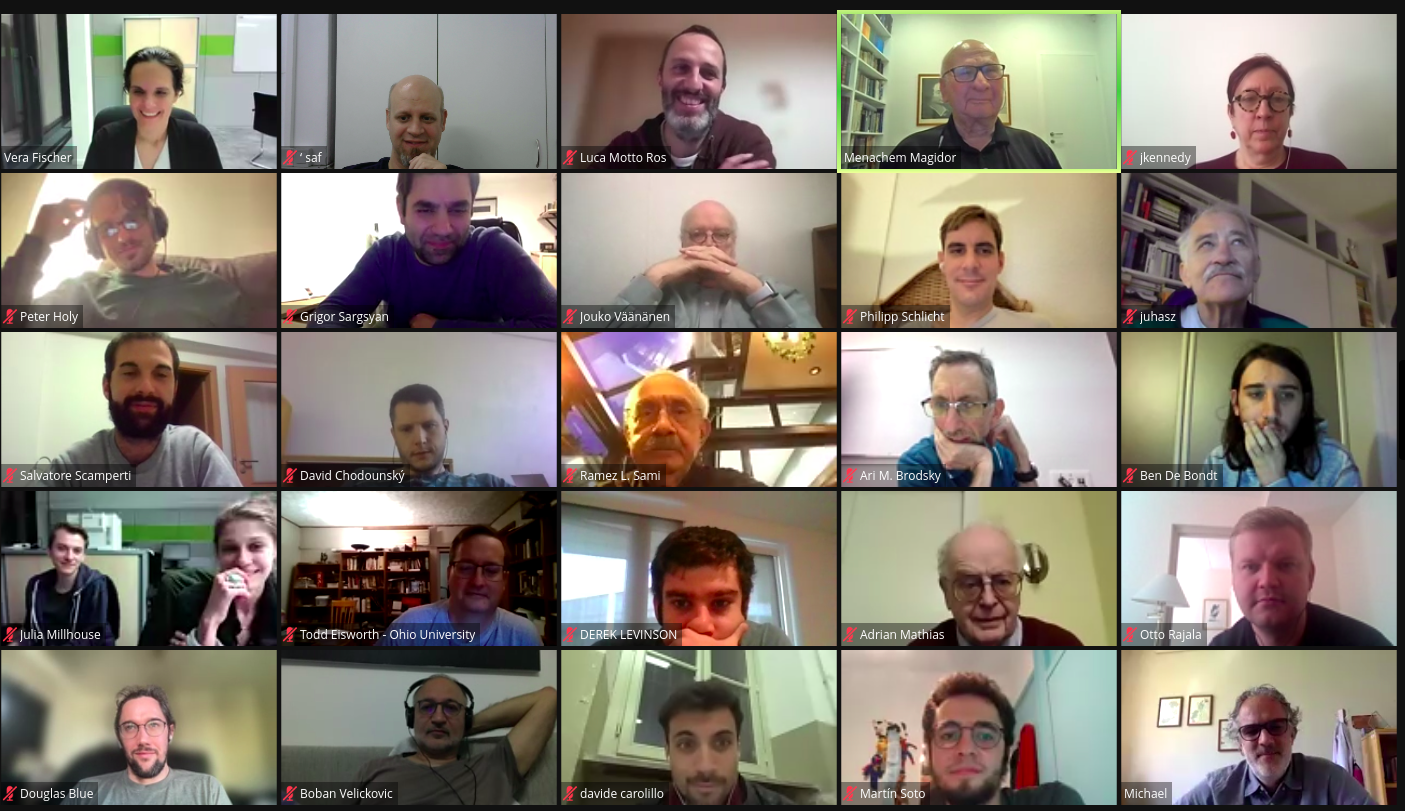 Vera Fischer
‘ saf
Luca Motto Ros
Menachem Magidor
jkennedy
Peter Holy
Grigor Sargsyan
Jouko Väänänen
Philipp Schlicht
juhasz
Salvatore Scamperti
David Chodounský
Ramez L. Sami
Ari M. Brodsky
Ben De Bondt
Julia Millhouse
Todd Eisworth - Ohio University
DEREK LEVINSON
Adrian Mathias
Otto Rajala
Douglas Blue
Boban Velickovic
davide carolillo
Martín Soto
Michael